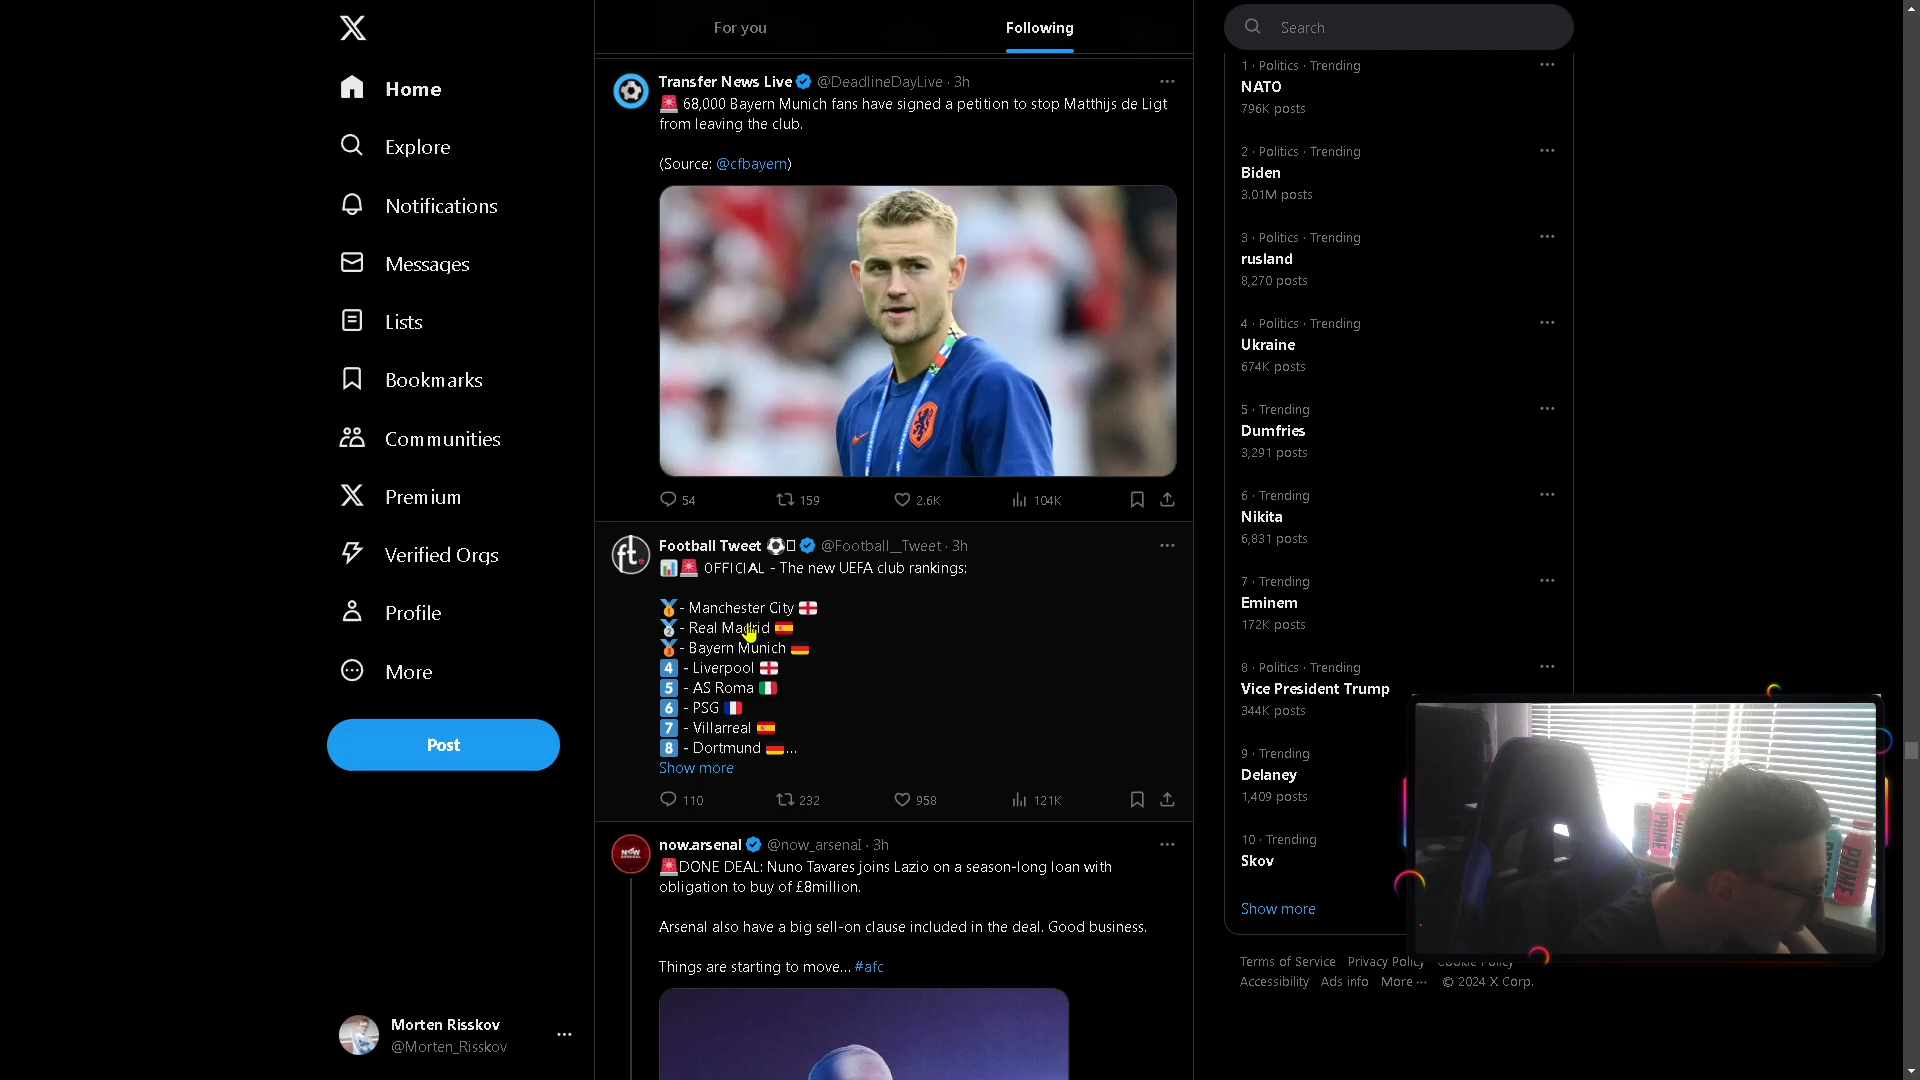 Home
Explore
Notifications
Messages
Lists
Bookmarks
Communities
Premium
Verified Orgs
Profile
More
Post
Morten Risskov
@Morten_Risskov
For you
Following
Transfer News Live @DeadlineDayLive · 3h
🚨 68,000 Bayern Munich fans have signed a petition to stop Matthijs de Ligt
from leaving the club.
(Source: @cfbayern)
54 159 2.6K 104K
Football Tweet ⚽ @Football__Tweet · 3h
📊🚨 OFFICIAL - The new UEFA club rankings:
🥇- Manchester City 🏴󠁧󠁢󠁥󠁮󠁧󠁿
🥈- Real Madrid 🇪🇸
🥉- Bayern Munich 🇩🇪
4️⃣ - Liverpool 🏴󠁧󠁢󠁥󠁮󠁧󠁿
5️⃣ - AS Roma 🇮🇹
6️⃣ - PSG 🇫🇷
7️⃣ - Villarreal 🇪🇸
8️⃣ - Dortmund 🇩🇪...
Show more
110 232 958 121K
now.arsenal @now_arsenaI · 3h
🚨DONE DEAL: Nuno Tavares joins Lazio on a season-long loan with
obligation to buy of £8million.
Arsenal also have a big sell-on clause included in the deal. Good business.
Things are starting to move... #afc
Search
1 · Politics · Trending
NATO
796K posts
2 · Politics · Trending
Biden
3.01M posts
3 · Politics · Trending
rusland
8,270 posts
4 · Politics · Trending
Ukraine
674K posts
5 · Trending
Dumfries
3,291 posts
6 · Trending
Nikita
6,831 posts
7 · Trending
Eminem
172K posts
8 · Politics · Trending
Vice President Trump
344K posts
9 · Trending
Delaney
1,409 posts
10 · Trending
Skov
Show more
PRIME
PRIME
PRIME
Terms of Service Privacy Policy Cookie Policy
Accessibility Ads info More ··· © 2024 X Corp.